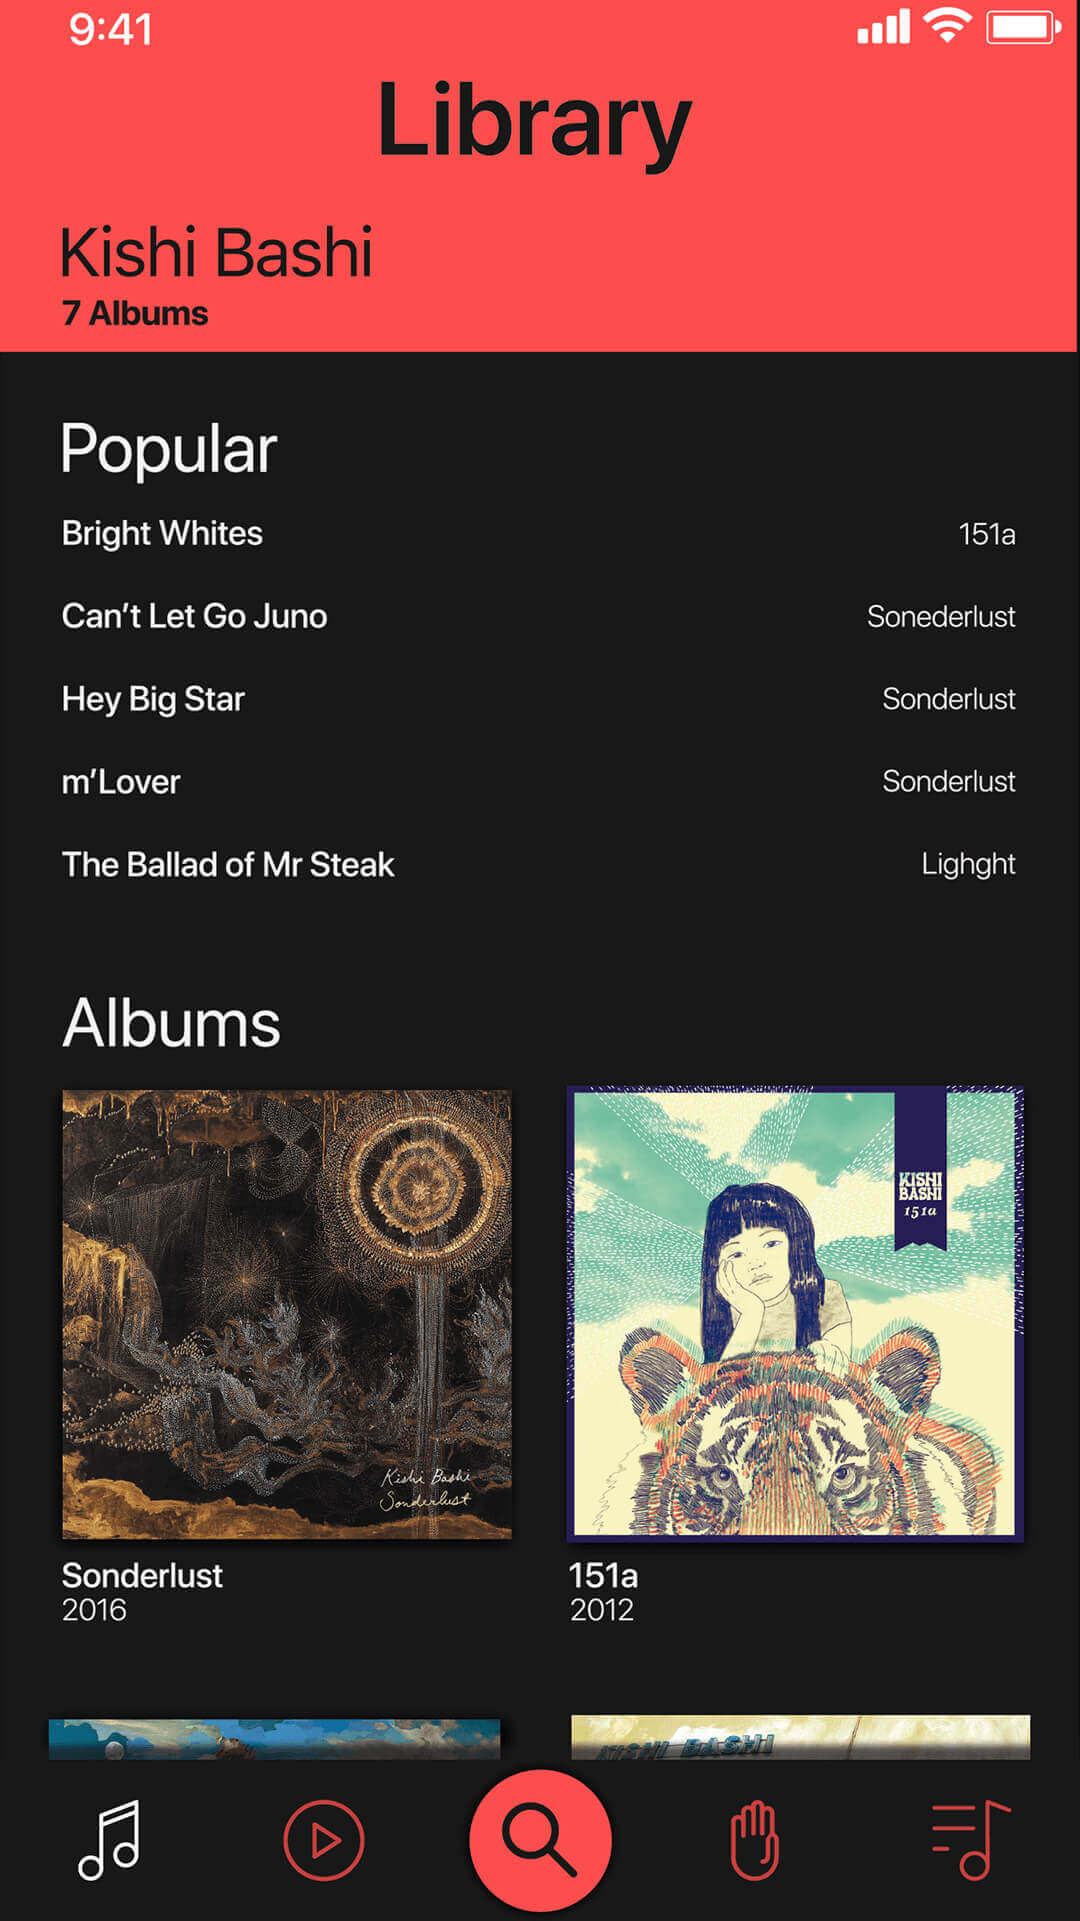 9:41
Library
Kishi Bashi
7 Albums
Popular
Bright Whites 151a
Can’t Let Go Juno Sonederlust
Hey Big Star Sonderlust
m’Lover Sonderlust
The Ballad of Mr Steak Lighght
Albums
KISHI
BASHI
151a
Kishi Bashi
Sonderlust
Sonderlust 151a
2016 2012
KISHI BASHI